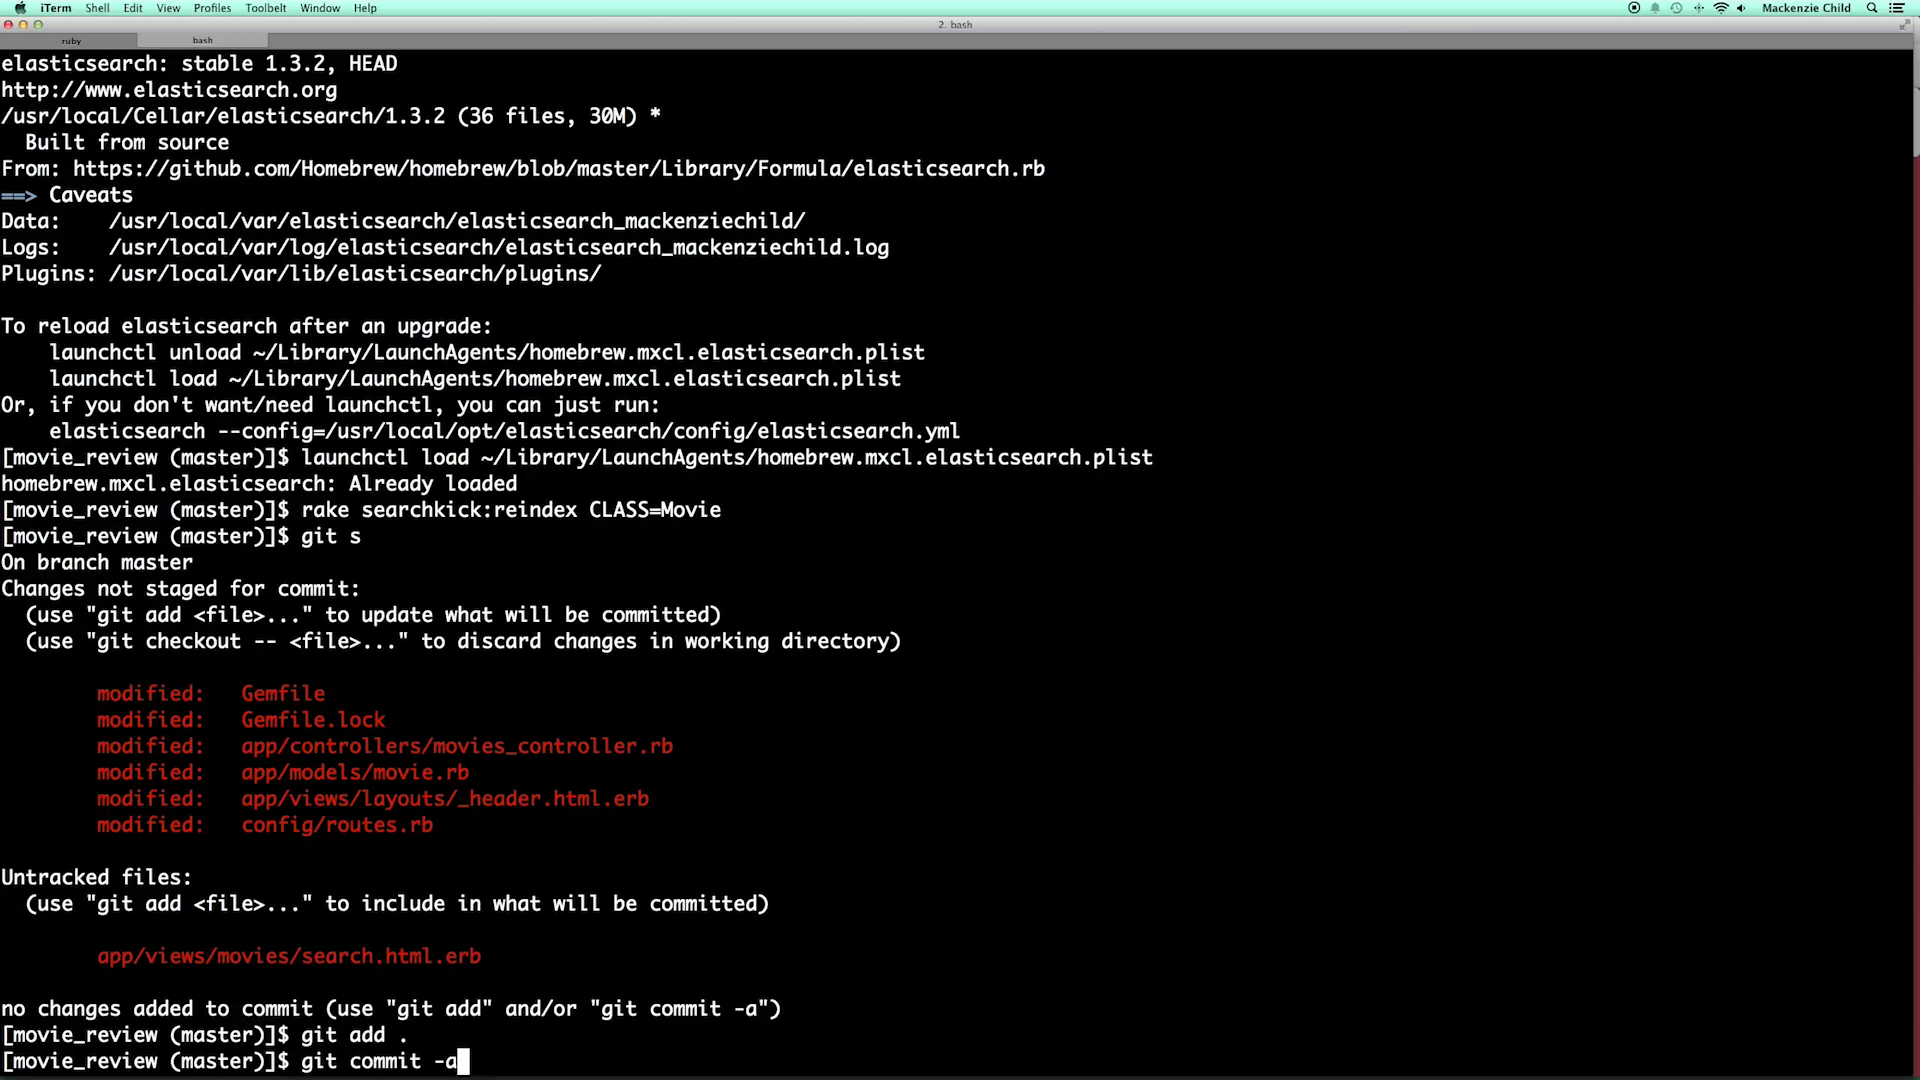 iTerm Shell Edit View Profiles Toolbelt Window Help Mackenzie Child
2. bash
ruby bash
elasticsearch: stable 1.3.2, HEAD
http://www.elasticsearch.org
/usr/local/Cellar/elasticsearch/1.3.2 (36 files, 30M) *
Built from source
From: https://github.com/Homebrew/homebrew/blob/master/Library/Formula/elasticsearch.rb
==> Caveats
Data: /usr/local/var/elasticsearch/elasticsearch_mackenziechild/
Logs: /usr/local/var/log/elasticsearch/elasticsearch_mackenziechild.log
Plugins: /usr/local/var/lib/elasticsearch/plugins/
To reload elasticsearch after an upgrade:
launchctl unload ~/Library/LaunchAgents/homebrew.mxcl.elasticsearch.plist
launchctl load ~/Library/LaunchAgents/homebrew.mxcl.elasticsearch.plist
Or, if you don't want/need launchctl, you can just run:
elasticsearch --config=/usr/local/opt/elasticsearch/config/elasticsearch.yml
[movie_review (master)]$ launchctl load ~/Library/LaunchAgents/homebrew.mxcl.elasticsearch.plist
homebrew.mxcl.elasticsearch: Already loaded
[movie_review (master)]$ rake searchkick:reindex CLASS=Movie
[movie_review (master)]$ git s
On branch master
Changes not staged for commit:
(use "git add <file>..." to update what will be committed)
(use "git checkout -- <file>..." to discard changes in working directory)
modified: Gemfile
modified: Gemfile.lock
modified: app/controllers/movies_controller.rb
modified: app/models/movie.rb
modified: app/views/layouts/_header.html.erb
modified: config/routes.rb
Untracked files:
(use "git add <file>..." to include in what will be committed)
app/views/movies/search.html.erb
no changes added to commit (use "git add" and/or "git commit -a")
[movie_review (master)]$ git add .
[movie_review (master)]$ git commit -a